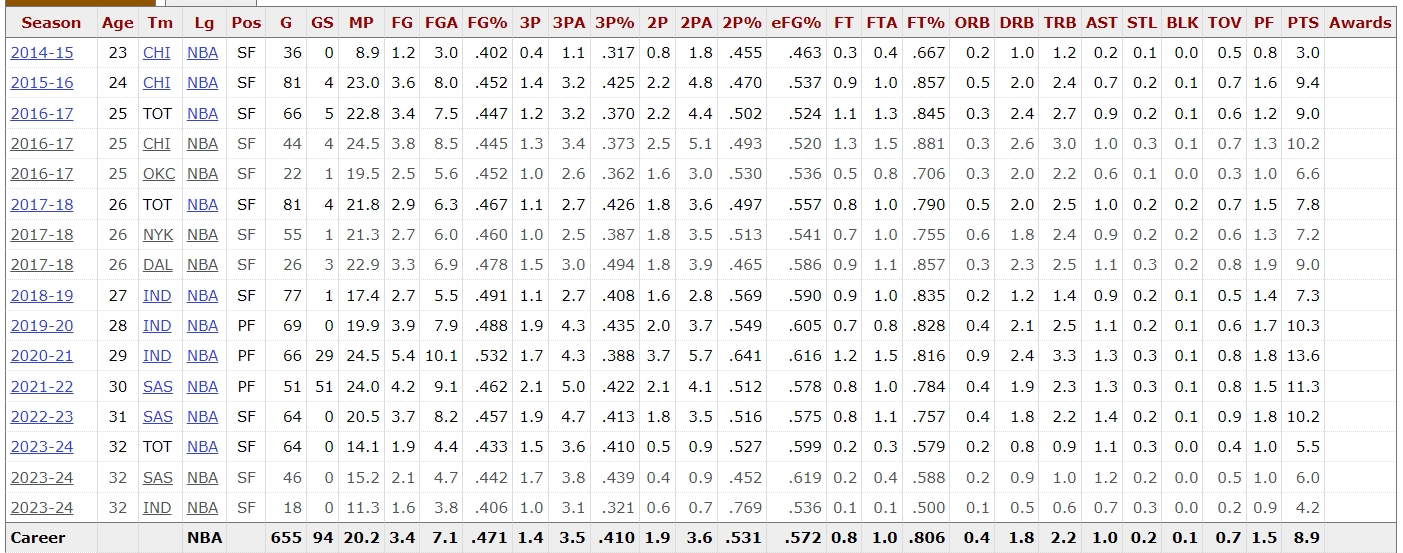 Season Age Tm Lg Pos G GS MP FG FGA FG% 3P 3PA 3P% 2P 2PA 2P% eFG% FT FTA FT% ORB DRB TRB AST STL BLK TOV PF PTS Awards
2014-15 23 CHI NBA SF 36 0 8.9 1.2 3.0 .402 0.4 1.1 .317 0.8 1.8 .455 .463 0.3 0.4 .667 0.2 1.0 1.2 0.2 0.1 0.0 0.5 0.8 3.0
2015-16 24 CHI NBA SF 81 4 23.0 3.6 8.0 .452 1.4 3.2 .425 2.2 4.8 .470 .537 0.9 1.0 .857 0.5 2.0 2.4 0.7 0.2 0.1 0.7 1.6 9.4
2016-17 25 TOT NBA SF 66 5 22.8 3.4 7.5 .447 1.2 3.2 .370 2.2 4.4 .502 .524 1.1 1.3 .845 0.3 2.4 2.7 0.9 0.2 0.1 0.6 1.2 9.0
2016-17 25 CHI NBA SF 44 4 24.5 3.8 8.5 .445 1.3 3.5 .373 2.5 5.1 .493 .520 1.3 1.5 .881 0.3 2.6 3.0 1.0 0.3 0.1 0.7 1.3 10.2
2016-17 25 OKC NBA SF 22 1 19.5 2.5 5.6 .452 1.0 2.6 .362 1.6 3.0 .530 .536 0.5 0.8 .706 0.3 2.0 2.2 0.6 0.1 0.0 0.3 1.0 6.6
2017-18 26 TOT NBA SF 81 4 21.8 2.9 6.3 .467 1.1 2.7 .426 1.8 3.6 .497 .557 0.8 1.0 .790 0.5 2.0 2.5 1.0 0.2 0.2 0.7 1.5 7.8
2017-18 26 NYK NBA SF 55 1 21.3 2.7 6.0 .460 1.0 2.5 .387 1.8 3.5 .513 .541 0.7 1.0 .755 0.6 1.8 2.4 0.9 0.2 0.2 0.6 1.3 7.2
2017-18 26 DAL NBA SF 26 3 22.9 3.3 6.9 .478 1.5 3.0 .494 1.8 3.9 .465 .586 0.9 1.1 .857 0.3 2.3 2.5 1.1 0.3 0.2 0.8 1.9 9.0
2018-19 27 IND NBA SF 77 1 17.4 2.7 5.5 .491 1.1 2.7 .408 1.6 2.8 .569 .590 0.9 1.0 .835 0.2 1.2 1.4 0.9 0.2 0.1 0.5 1.4 7.3
2019-20 28 IND NBA PF 69 0 19.9 3.9 7.9 .488 1.9 4.3 .435 2.0 3.7 .549 .605 0.7 0.8 .828 0.4 2.1 2.5 1.1 0.2 0.1 0.6 1.7 10.3
2020-21 29 IND NBA PF 66 29 24.5 5.4 10.1 .532 1.7 4.3 .388 3.7 5.7 .641 .616 1.2 1.5 .816 0.9 2.4 3.3 1.3 0.3 0.1 0.8 1.8 13.6
2021-22 30 SAS NBA PF 51 51 24.0 4.2 9.1 .462 2.1 5.0 .422 2.1 4.1 .512 .578 0.8 1.0 .784 0.4 1.9 2.3 1.3 0.3 0.1 0.8 1.5 11.3
2022-23 31 SAS NBA SF 64 0 20.5 3.7 8.2 .457 1.9 4.7 .413 1.8 3.5 .516 .575 0.8 1.1 .757 0.4 1.8 2.2 1.4 0.2 0.1 0.9 1.8 10.2
2023-24 32 TOT NBA SF 64 0 14.1 1.9 4.4 .433 1.5 3.6 .410 0.5 0.9 .527 .599 0.2 0.3 .579 0.2 0.8 0.9 1.1 0.3 0.0 0.4 1.0 5.5
2023-24 32 SAS NBA SF 46 0 15.2 2.1 4.7 .442 1.7 3.8 .439 0.4 0.9 .452 .619 0.2 0.4 .588 0.2 0.9 1.0 1.2 0.2 0.0 0.5 1.0 6.0
2023-24 32 IND NBA SF 18 0 11.3 1.6 3.8 .406 1.0 3.1 .321 0.6 0.7 .769 .536 0.1 0.1 .500 0.1 0.5 0.6 0.7 0.3 0.0 0.2 0.9 4.2
Career NBA 655 94 20.2 3.4 7.1 .471 1.4 3.5 .410 1.9 3.6 .531 .572 0.8 1.0 .806 0.4 1.8 2.2 1.0 0.2 0.1 0.7 1.5 8.9